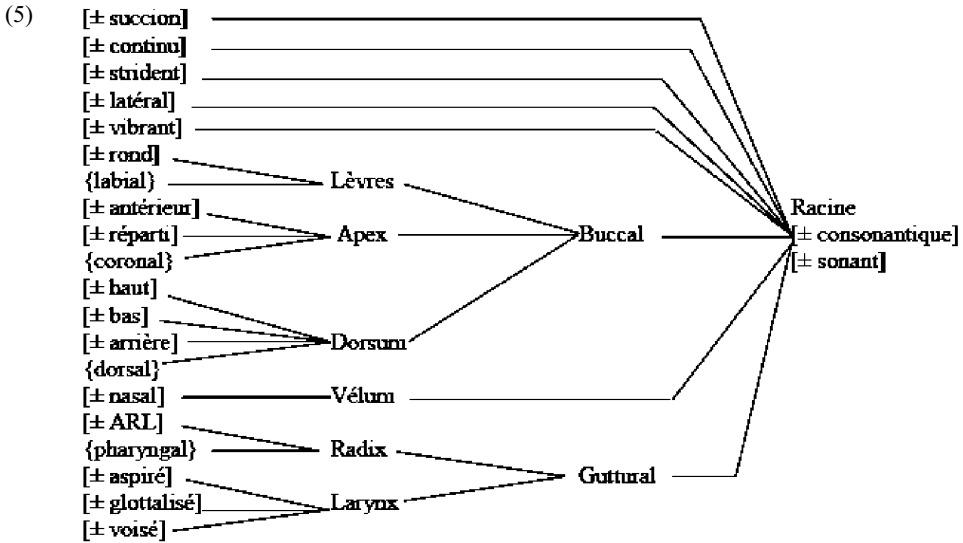 (5) [± succion]
[± continu]
[± strident]
[± latéral]
[± vibrant]
[± rond]
{labial} Lèvres
[± antérieur] Racine
[± réparti] Apex Buccal [± consonantique]
{coronal} [± sonant]
[± haut]
[± bas]
[± arrière] Dorsum
{dorsal}
[± nasal] Vélum
[± ARL]
{pharyngal} Radix
[± aspiré] Guttural
[± glottalisé] Larynx
[± voisé]